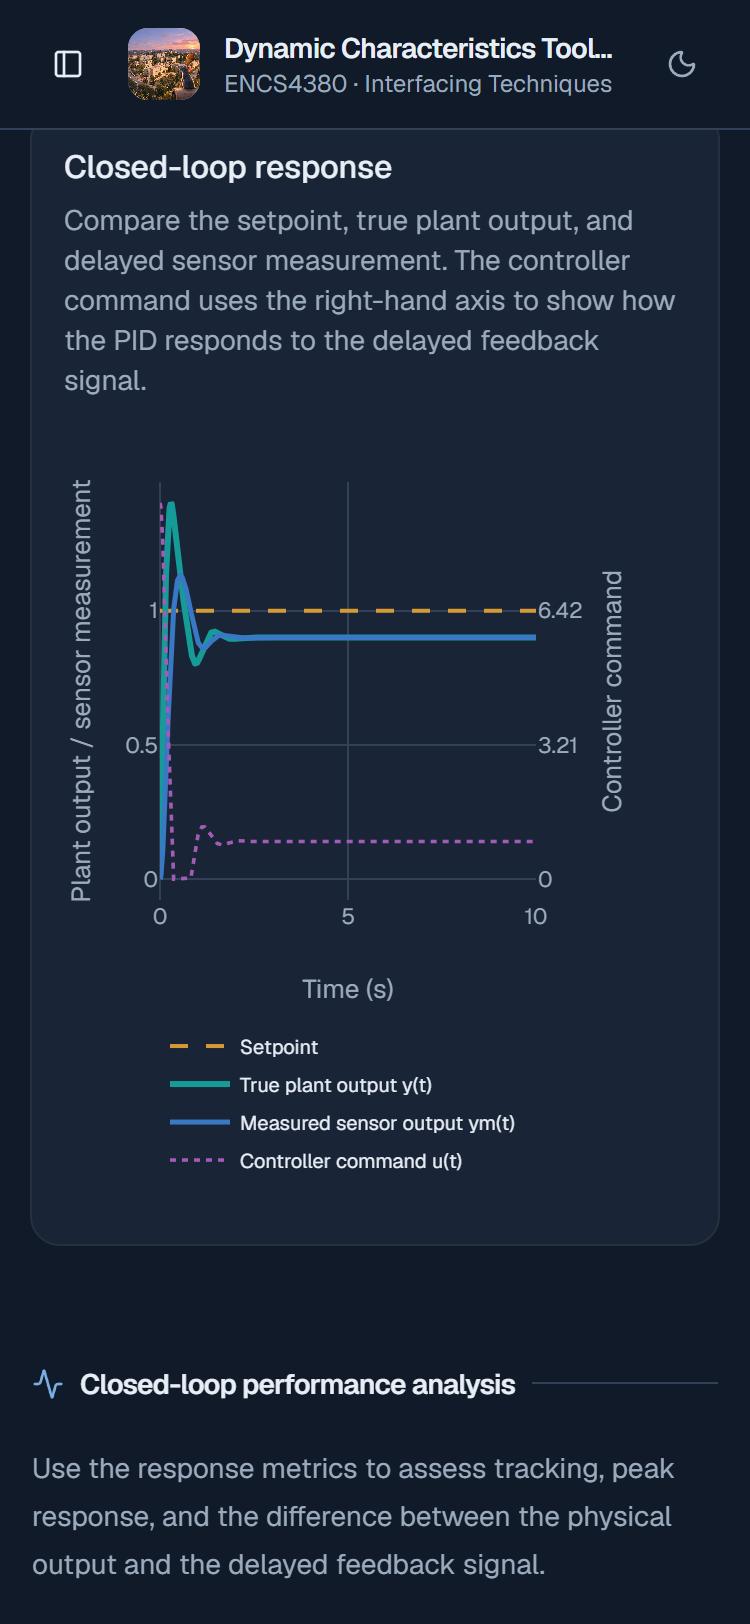 Dynamic Characteristics Tool...
ENCS4380 · Interfacing Techniques
Closed-loop response
Compare the setpoint, true plant output, and
delayed sensor measurement. The controller
command uses the right-hand axis to show how
the PID responds to the delayed feedback
signal.
Plant output / sensor measurement
1
0.5
0
6.42
3.21
0
Controller command
0
5
10
Time (s)
Setpoint
True plant output y(t)
Measured sensor output ym(t)
Controller command u(t)
Closed-loop performance analysis
Use the response metrics to assess tracking, peak
response, and the difference between the physical
output and the delayed feedback signal.